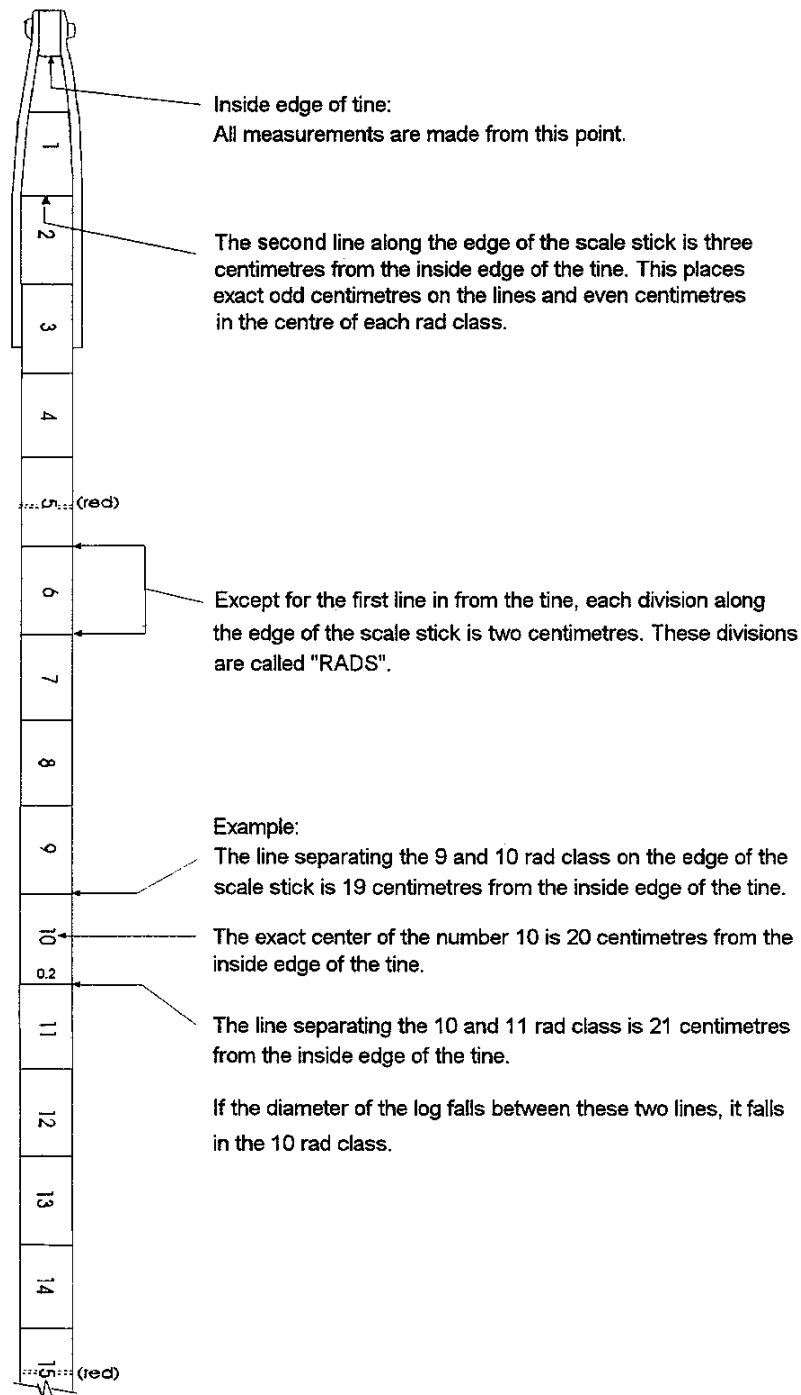 Inside edge of tine:
All measurements are made from this point.
1
The second line along the edge of the scale stick is three
centimetres from the inside edge of the tine. This places
exact odd centimetres on the lines and even centimetres
in the centre of each rad class.
2
3
4
5 (red)
6
Except for the first line in from the tine, each division along
the edge of the scale stick is two centimetres. These divisions
are called "RADS".
7
8
9
Example:
The line separating the 9 and 10 rad class on the edge of the
scale stick is 19 centimetres from the inside edge of the tine.
10
The exact center of the number 10 is 20 centimetres from the
inside edge of the tine.
0.2
11
The line separating the 10 and 11 rad class is 21 centimetres
from the inside edge of the tine.
12
If the diameter of the log falls between these two lines, it falls
in the 10 rad class.
13
14
15 (red)